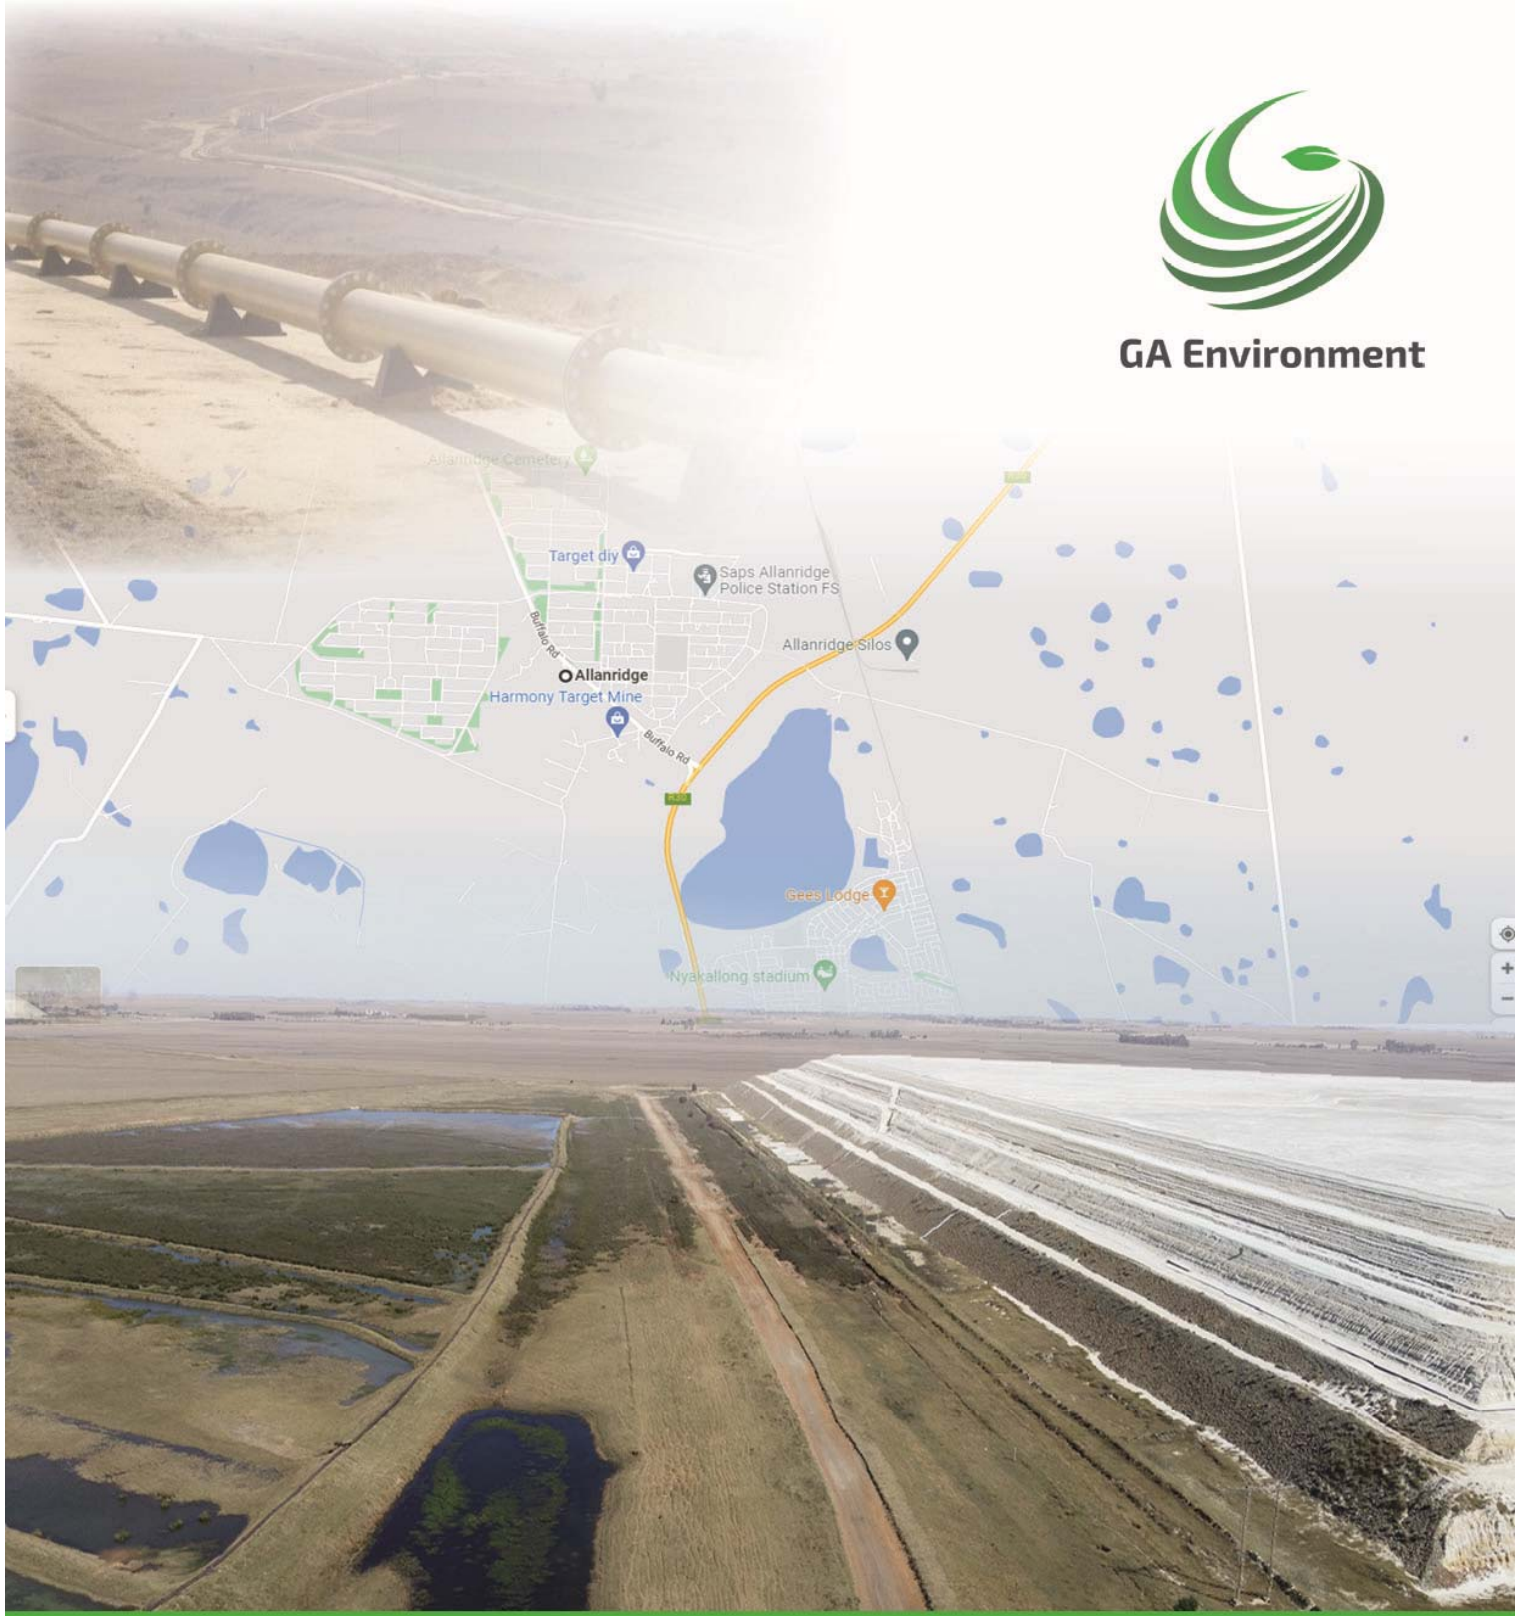 GA Environment
Allanridge Cemetery
Target diy
Saps Allanridge
Police Station FS
Buffalo Rd
Allanridge Silos
Allanridge
Harmony Target Mine
Buffalo Rd
R30
Gees Lodge
Nyakallong stadium